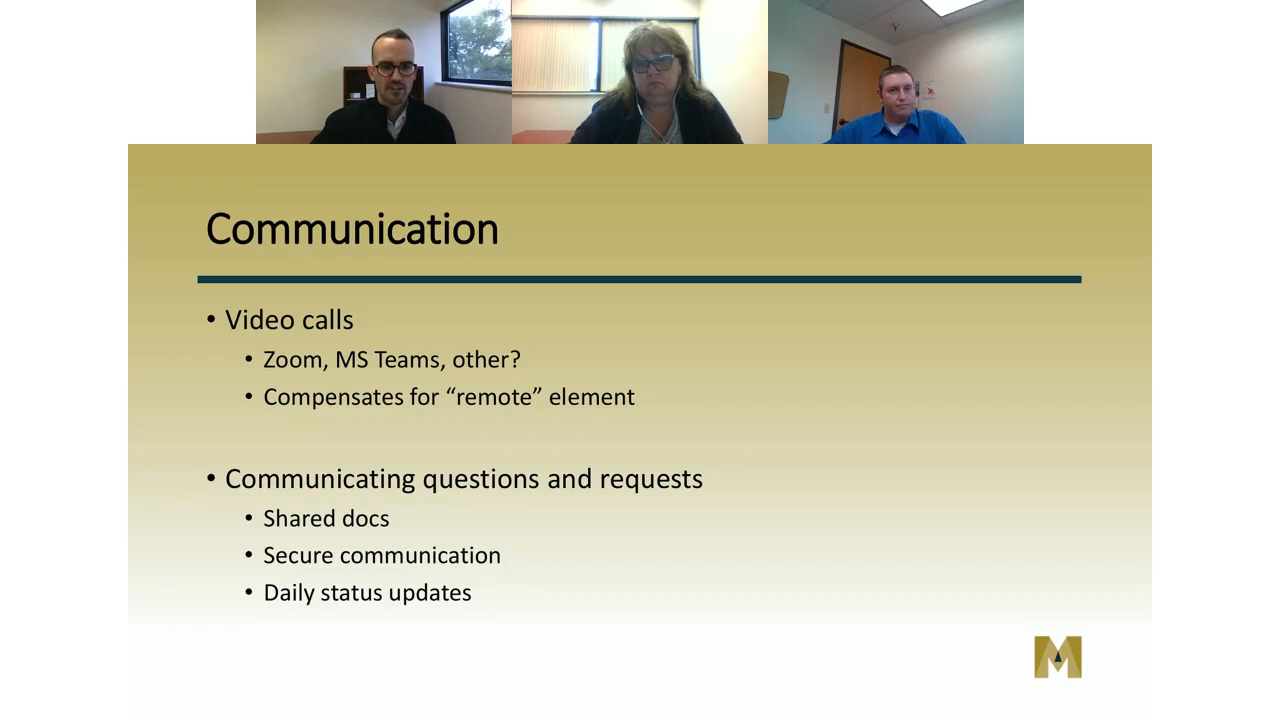 Communication
• Video calls
• Zoom, MS Teams, other?
• Compensates for “remote” element
• Communicating questions and requests
• Shared docs
• Secure communication
• Daily status updates
M